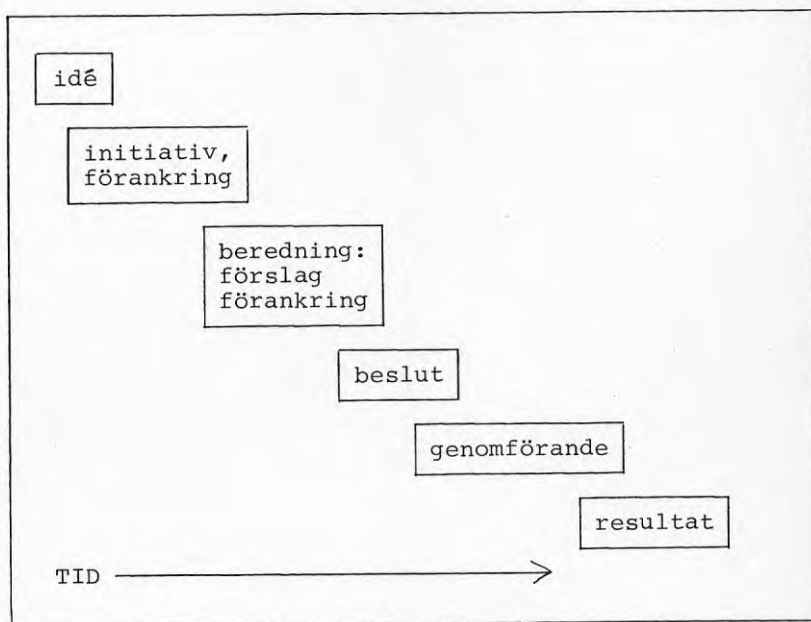 idé
initiativ,
förankring
beredning:
förslag
förankring
beslut
genomförande
resultat
TID